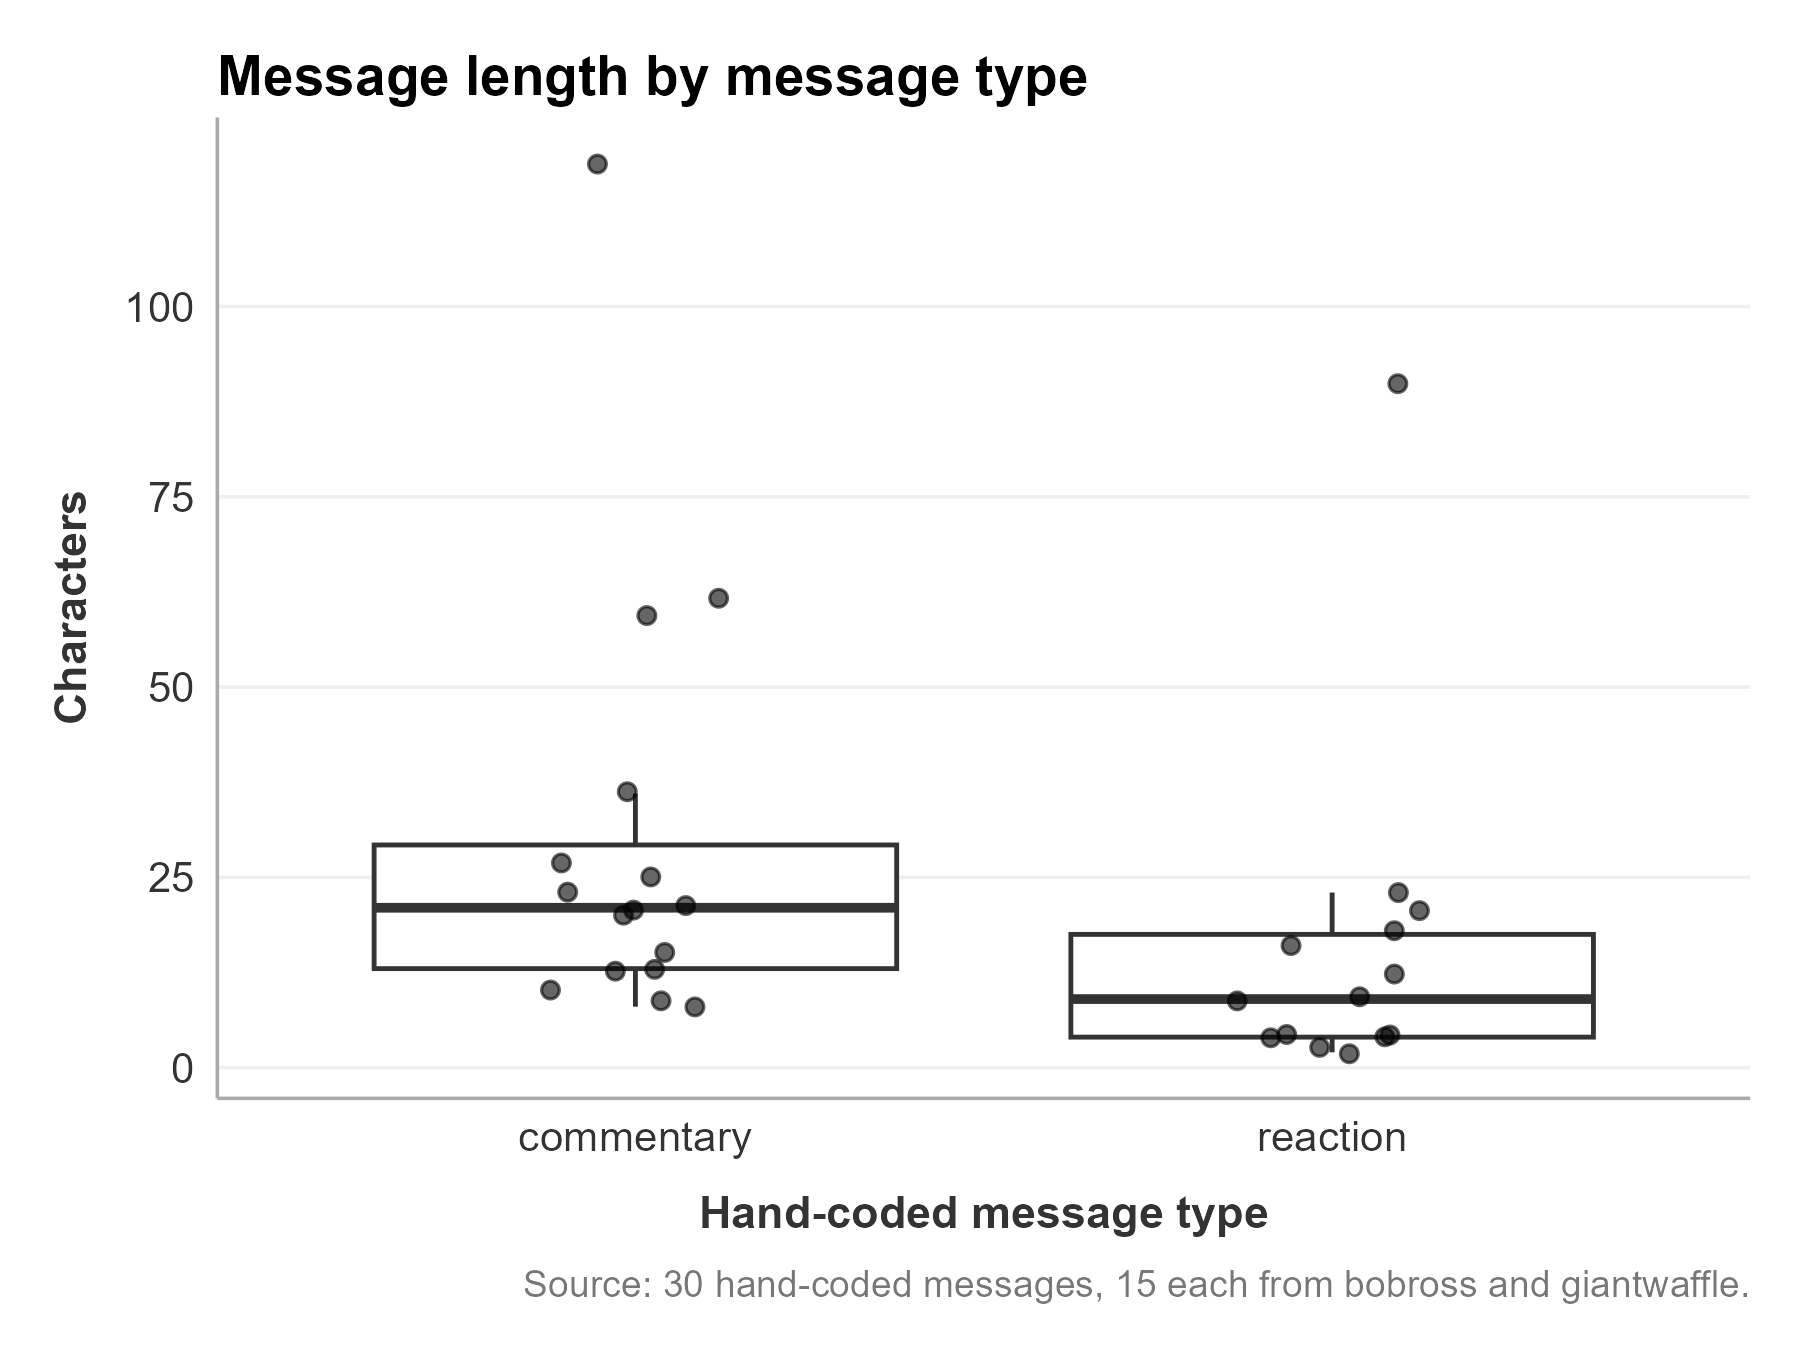 Message length by message type
Characters
100
75
50
25
0
commentary
reaction
Hand-coded message type
Source: 30 hand-coded messages, 15 each from bobross and giantwaffle.